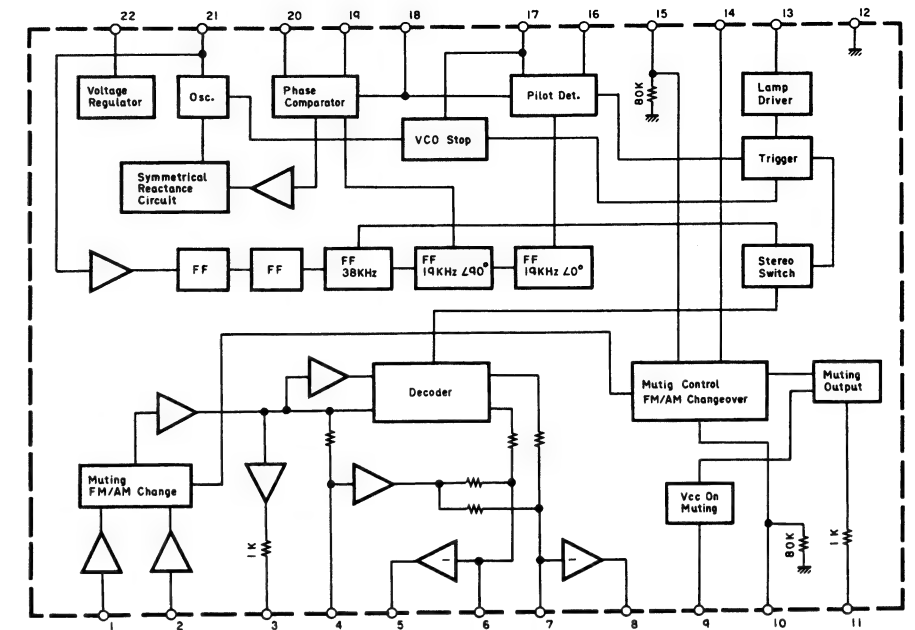 22 21 20 19 18 17 16 15 14 13 12
Voltage
Regulator
Osc.
Phase
Comparator
Pilot Det.
80K
Lamp
Driver
VCO Stop
Trigger
Symmetrical
Reactance
Circuit
FF
FF
FF
38KHz
FF
19KHz ∠90°
FF
19KHz ∠0°
Stereo
Switch
Decoder
Mutig Control
FM/AM Changeover
Muting
Output
Muting
FM/AM Change
Vcc On
Muting
1K
80K
1K
−
−
1 2 3 4 5 6 7 8 9 10 11